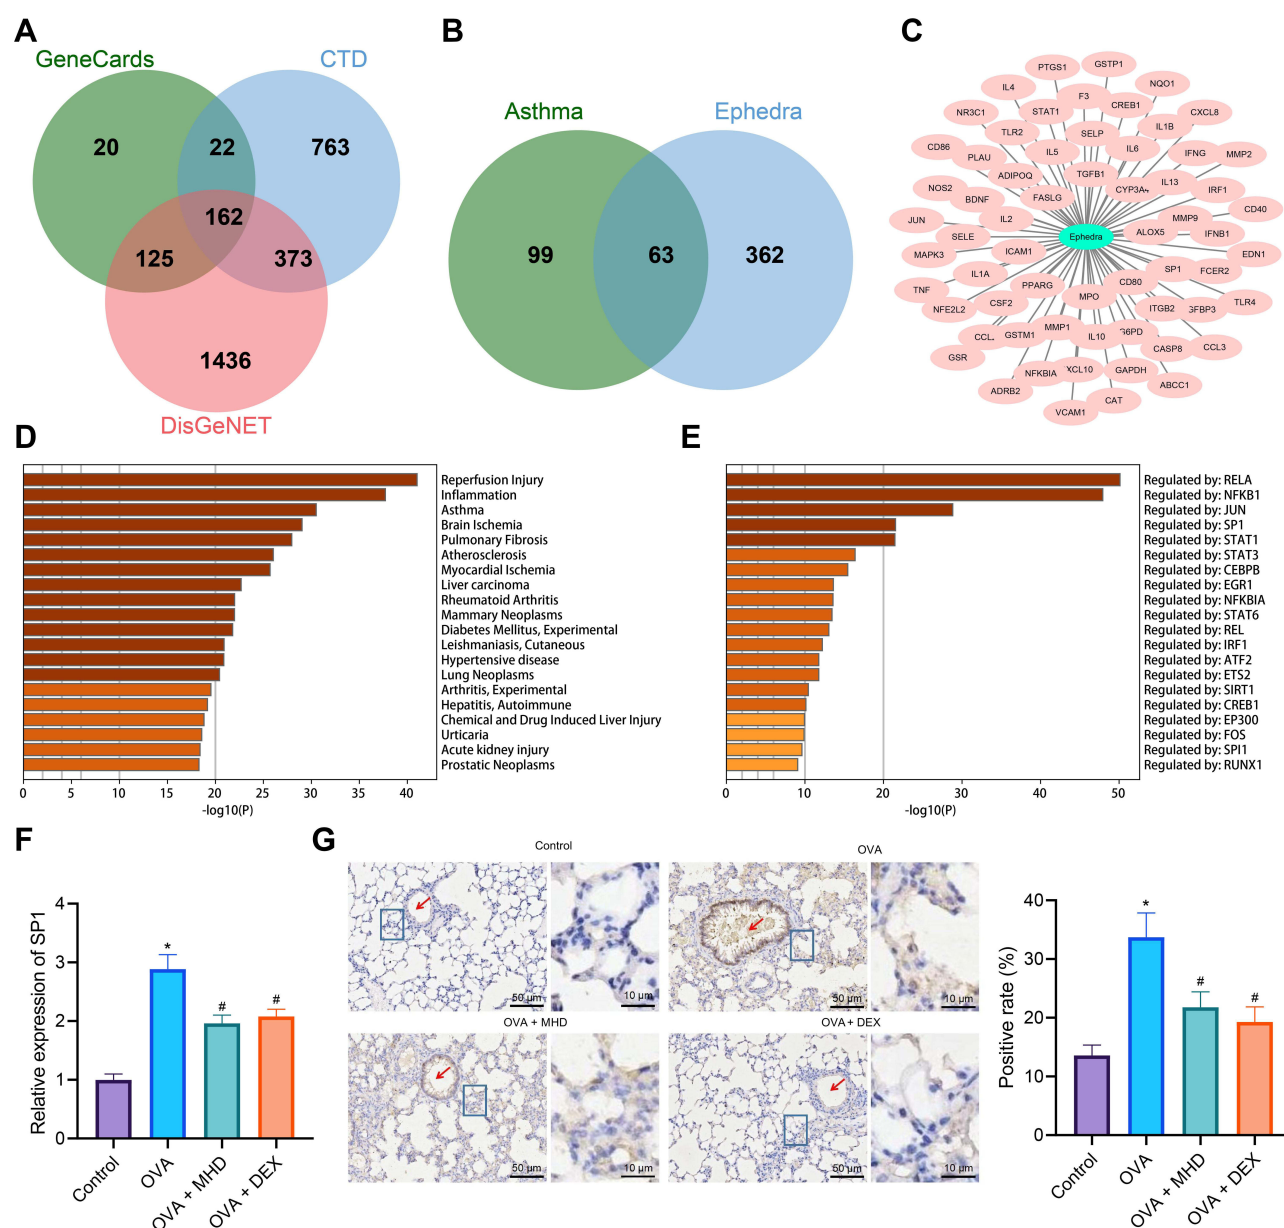 A
GeneCards
CTD
20
22
763
162
125
373
1436
DisGeNET
B
Asthma
Ephedra
99
63
362
C
PTGS1
GSTP1
IL4
F3
NQO1
NR3C1
STAT1
CREB1
CXCL8
TLR2
SELP
IL1B
CD86
PLAU
IL5
IL6
IFNG
MMP2
ADIPOQ
TGFB1
NOS2
BDNF
FASLG
CYP3A4
IL13
IRF1
JUN
IL2
MMP9
CD40
SELE
Ephedra
ALOX5
IFNB1
MAPK3
ICAM1
EDN1
IL1A
SP1
FCER2
TNF
PPARG
CD80
NFE2L2
CSF2
MPO
ITGB2
GFBP3
TLR4
CCL
GSTM1
MMP1
IL10
G6PD
GSR
CASP8
CCL3
NFKBIA
XCL10
GAPDH
ADRB2
ABCC1
VCAM1
CAT
D
Reperfusion Injury
Inflammation
Asthma
Brain Ischemia
Pulmonary Fibrosis
Atherosclerosis
Myocardial Ischemia
Liver carcinoma
Rheumatoid Arthritis
Mammary Neoplasms
Diabetes Mellitus, Experimental
Leishmaniasis, Cutaneous
Hypertensive disease
Lung Neoplasms
Arthritis, Experimental
Hepatitis, Autoimmune
Chemical and Drug Induced Liver Injury
Urticaria
Acute kidney injury
Prostatic Neoplasms
0 5 10 15 20 25 30 35 40
-log10(P)
E
Regulated by: RELA
Regulated by: NFKB1
Regulated by: JUN
Regulated by: SP1
Regulated by: STAT1
Regulated by: STAT3
Regulated by: CEBPB
Regulated by: EGR1
Regulated by: NFKBIA
Regulated by: STAT6
Regulated by: REL
Regulated by: IRF1
Regulated by: ATF2
Regulated by: ETS2
Regulated by: SIRT1
Regulated by: CREB1
Regulated by: EP300
Regulated by: FOS
Regulated by: SPI1
Regulated by: RUNX1
0 10 20 30 40 50
-log10(P)
F
Relative expression of SP1
4
3
2
1
0
*
#
#
Control
OVA
OVA + MHD
OVA + DEX
G
Control
OVA
50 μm
10 μm
50 μm
10 μm
OVA + MHD
OVA+ DEX
50 μm
10 μm
50 μm
10 μm
Positive rate (%)
40
30
20
10
0
*
#
#
Control
OVA
OVA + MHD
OVA + DEX